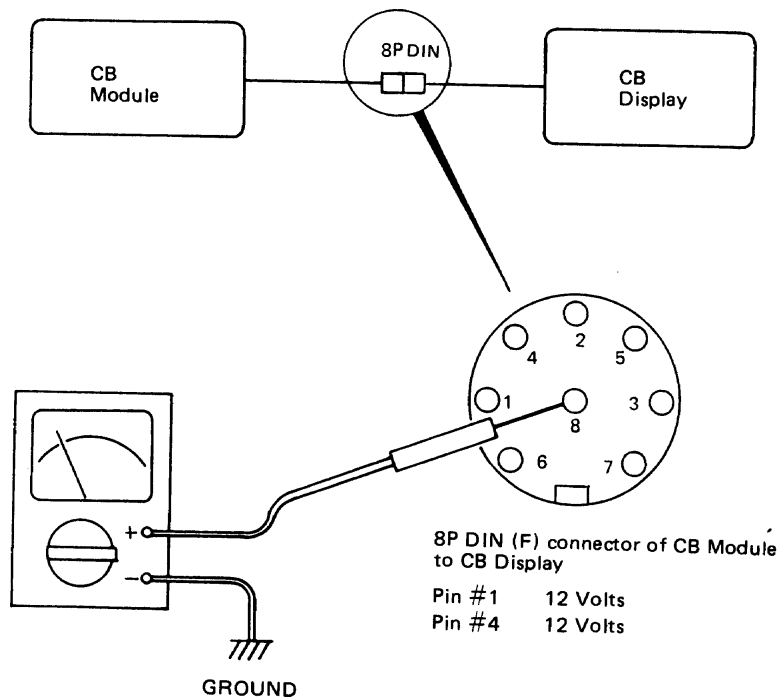 8P DIN
CB
Module
CB
Display
2
4
5
1
3
8
6
7
+
−
8P DIN (F) connector of CB Module
to CB Display
Pin #1 12 Volts
Pin #4 12 Volts
GROUND